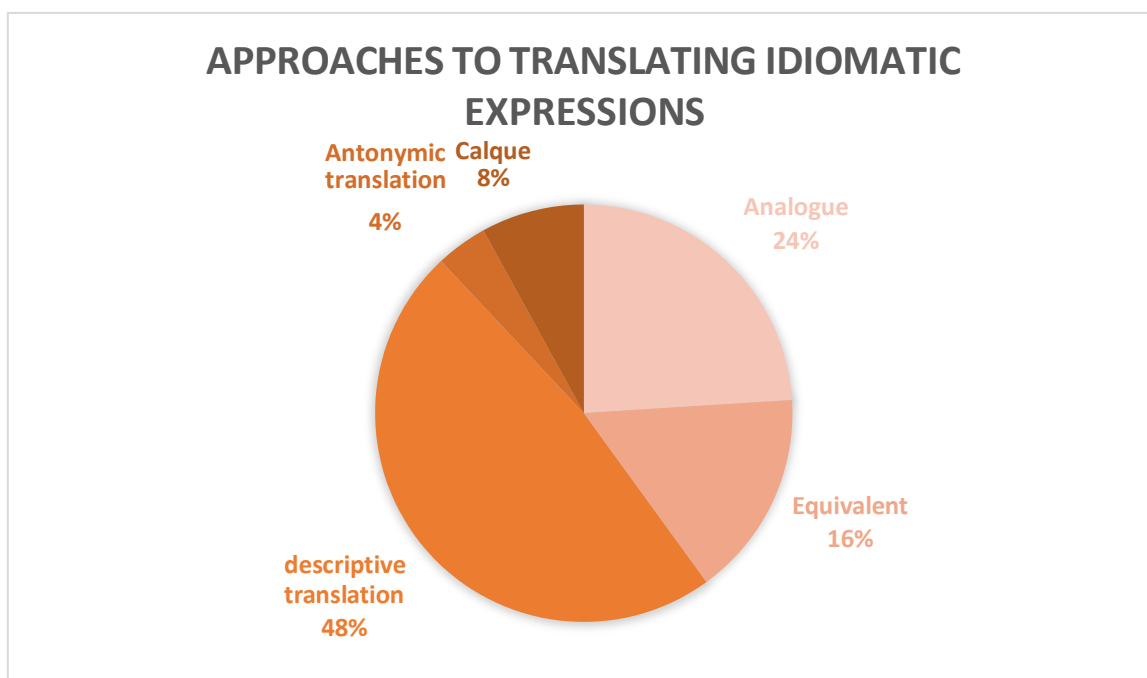 APPROACHES TO TRANSLATING IDIOMATIC
EXPRESSIONS
Antonymic
translation
4%
Calque
8%
Analogue
24%
Equivalent
16%
descriptive
translation
48%